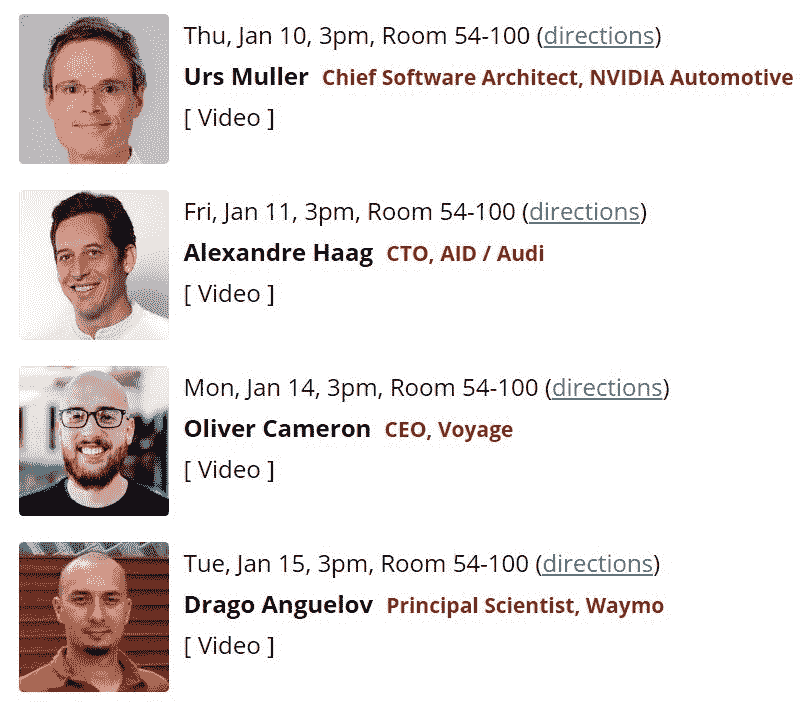 Thu, Jan 10, 3pm, Room 54-100 (directions)
Urs Muller Chief Software Architect, NVIDIA Automotive
[ Video ]
Fri, Jan 11, 3pm, Room 54-100 (directions)
Alexandre Haag CTO, AID / Audi
[ Video ]
Mon, Jan 14, 3pm, Room 54-100 (directions)
Oliver Cameron CEO, Voyage
[ Video ]
Tue, Jan 15, 3pm, Room 54-100 (directions)
Drago Anguelov Principal Scientist, Waymo
[ Video ]